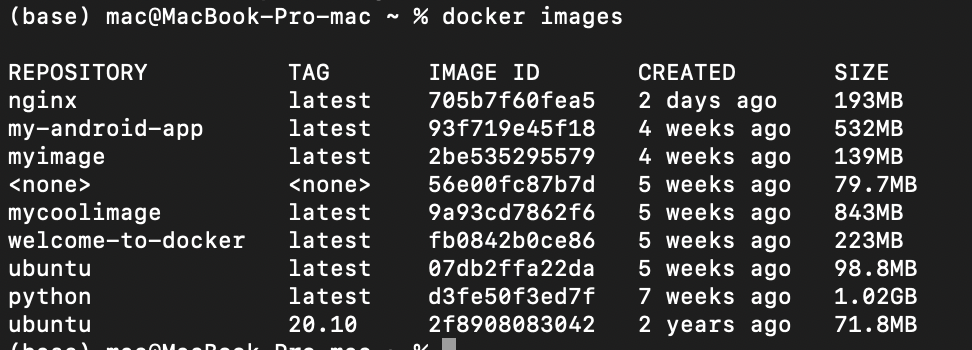 (base) mac@MacBook-Pro-mac ~ % docker images
REPOSITORY TAG IMAGE ID CREATED SIZE
nginx latest 705b7f60fea5 2 days ago 193MB
my-android-app latest 93f719e45f18 4 weeks ago 532MB
myimage latest 2be535295579 4 weeks ago 139MB
<none> <none> 56e00fc87b7d 5 weeks ago 79.7MB
mycoolimage latest 9a93cd7862f6 5 weeks ago 843MB
welcome-to-docker latest fb0842b0ce86 5 weeks ago 223MB
ubuntu latest 07db2ffa22da 5 weeks ago 98.8MB
python latest d3fe50f3ed7f 7 weeks ago 1.02GB
ubuntu 20.10 2f8908083042 2 years ago 71.8MB
(base) mac@MacBook-Pro-mac ~ %